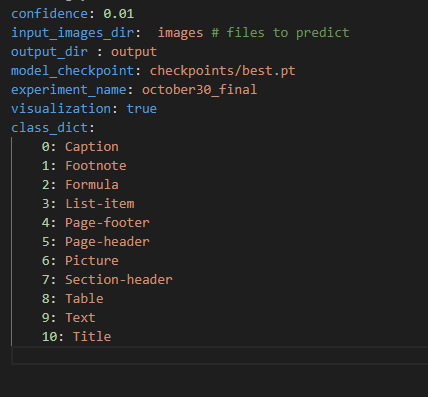 confidence: 0.01
input_images_dir:  images # files to predict
output_dir : output
model_checkpoint: checkpoints/best.pt
experiment_name: october30_final
visualization: true
class_dict:
    0: Caption
    1: Footnote
    2: Formula
    3: List-item
    4: Page-footer
    5: Page-header
    6: Picture
    7: Section-header
    8: Table
    9: Text
    10: Title